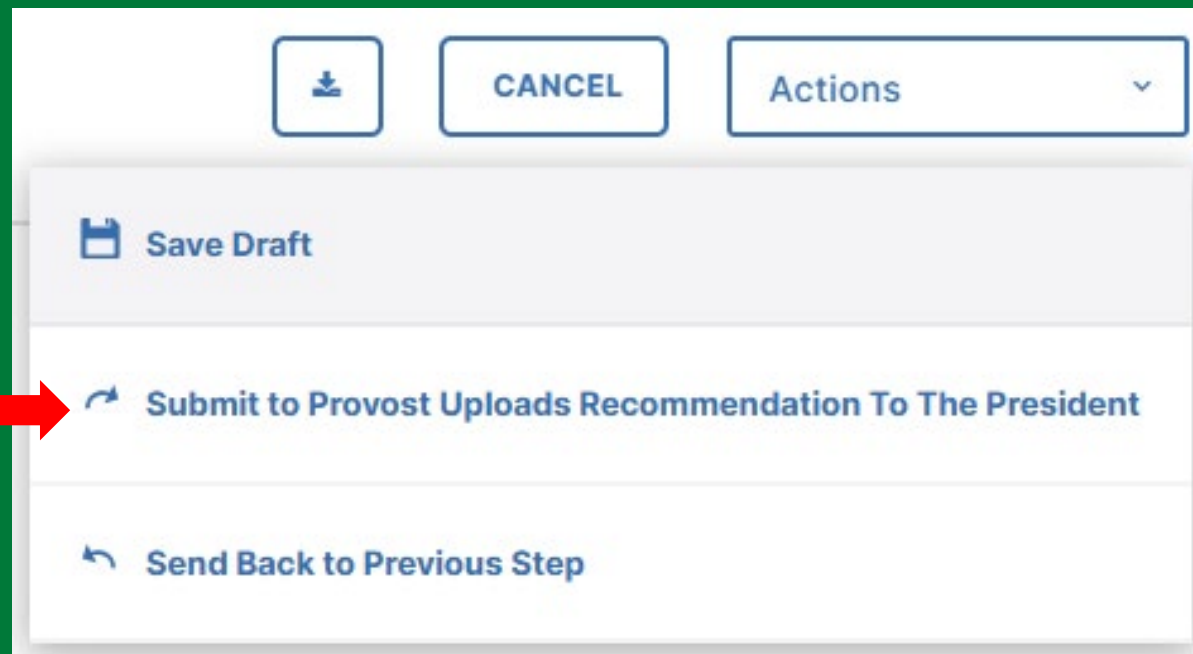 CANCEL
Actions
Save Draft
Submit to Provost Uploads Recommendation To The President
Send Back to Previous Step